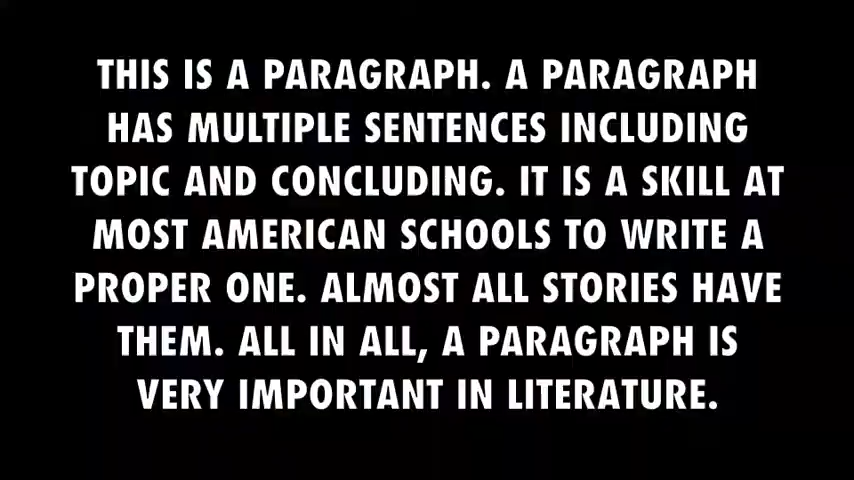 THIS IS A PARAGRAPH. A PARAGRAPH
HAS MULTIPLE SENTENCES INCLUDING
TOPIC AND CONCLUDING. IT IS A SKILL AT
MOST AMERICAN SCHOOLS TO WRITE A
PROPER ONE. ALMOST ALL STORIES HAVE
THEM. ALL IN ALL, A PARAGRAPH IS
VERY IMPORTANT IN LITERATURE.